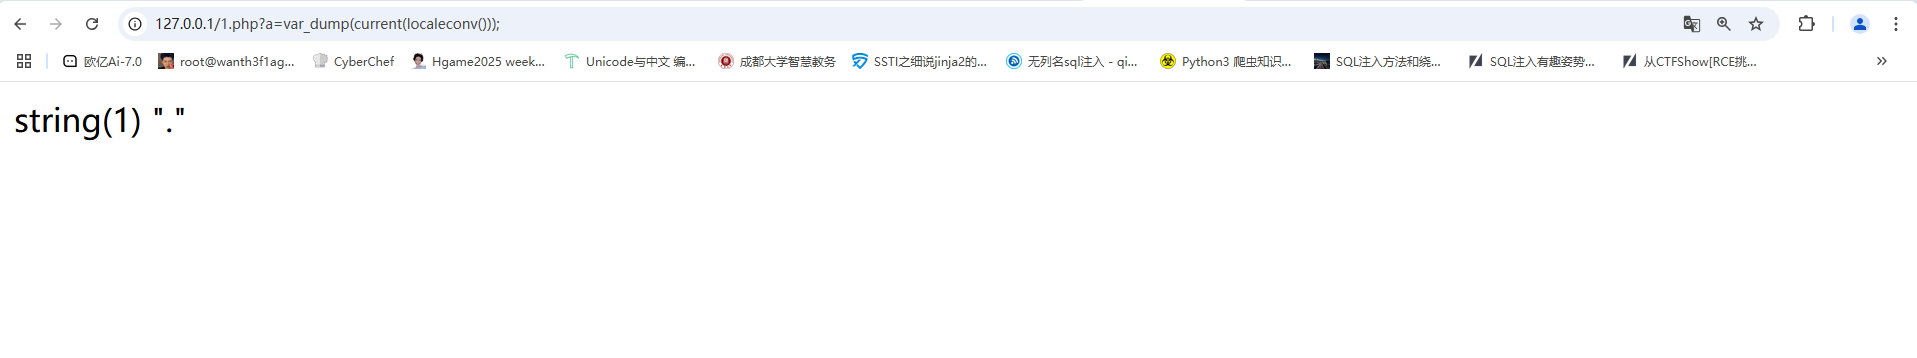 127.0.0.1/1.php?a=var_dump(current(localeconv()));
欧亿Ai-7.0 root@wanth3f1ag... CyberChef Hgame2025 week... Unicode与中文 编... 成都大学智慧教务 SSTI之细说jinja2的... 无列名sql注入 - qi... Python3 爬虫知识... SQL注入方法和绕... SQL注入有趣姿势... 从CTFShow[RCE挑... »
string(1) "."